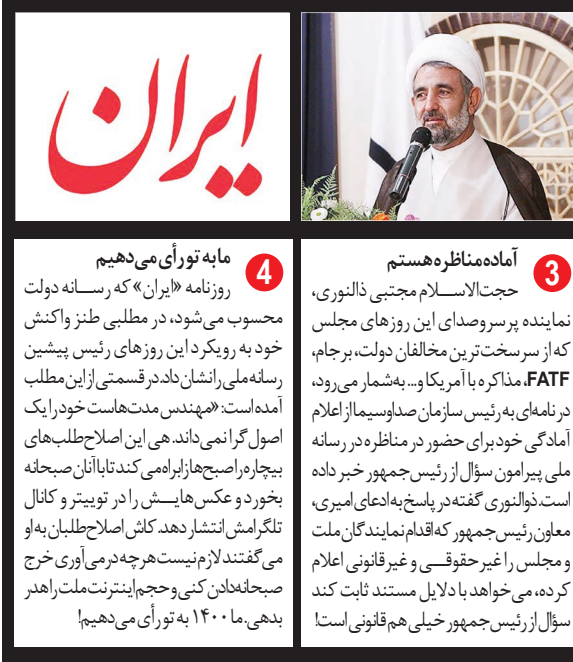 ایران
3
آماده مناظره هستم
حجت‌الاســلام مجتبی ذالنوری،
نماینده پرسروصدای این روزهای مجلس
که از سرسخت‌ترین مخالفان دولت، برجام،
FATF، مذاکره با آمریکا و... به‌شمار می‌رود،
در نامه‌ای به رئیس سازمان صداوسیما از اعلام
آمادگی خود برای حضور در مناظره در رسانه
ملی پیرامون سؤال از رئیس‌جمهور خبر داده
است. ذوالنوری گفته در پاسخ به ادعای امیری،
معاون رئیس‌جمهور که اقدام نمایندگان ملت
و مجلس را غیرحقوقــی و غیرقانونی اعلام
کرده، می‌خواهد با دلایل مستند ثابت کند
سؤال از رئیس‌جمهور خیلی هم قانونی است!
4
ما به تو رأی می‌دهیم
روزنامه «ایران» که رســانه دولت
محسوب می‌شود، در مطلبی طنز واکنش
خود به رویکرد این روزهای رئیس پیشین
رسانه ملی را نشان داد. در قسمتی از این مطلب
آمده است: «مهندس مدت‌هاست خود را یک
اصول‌گرا نمی‌داند. هی این اصلاح‌طلب‌های
بیچاره را صبح‌ها زابراه می‌کند تا با آنان صبحانه
بخورد و عکس‌هایــش را در توییتر و کانال
تلگرامش انتشار دهد. کاش اصلاح‌طلبان به او
می‌گفتند لازم نیست هرچه درمی‌آوری خرج
صبحانه‌دادن کنی و حجم اینترنت ملت را هدر
بدهی. ما ۱۴۰۰ به تو رأی می‌دهیم!